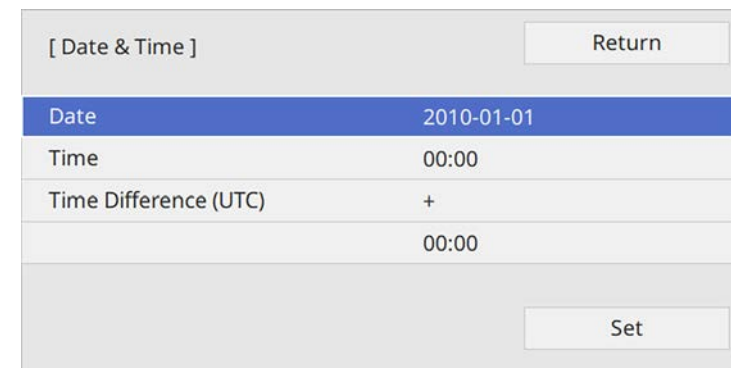 [ Date & Time ] Return
Date 2010-01-01
Time 00:00
Time Difference (UTC) +
00:00
Set